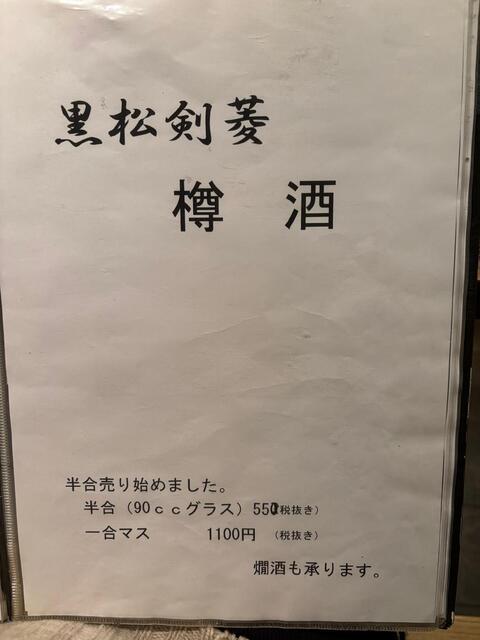 黒松剣菱
樽 酒
半合売り始めました。
半合（90ccグラス）550（税抜き）
一合マス 1100円 （税抜き）
燗酒も承ります。